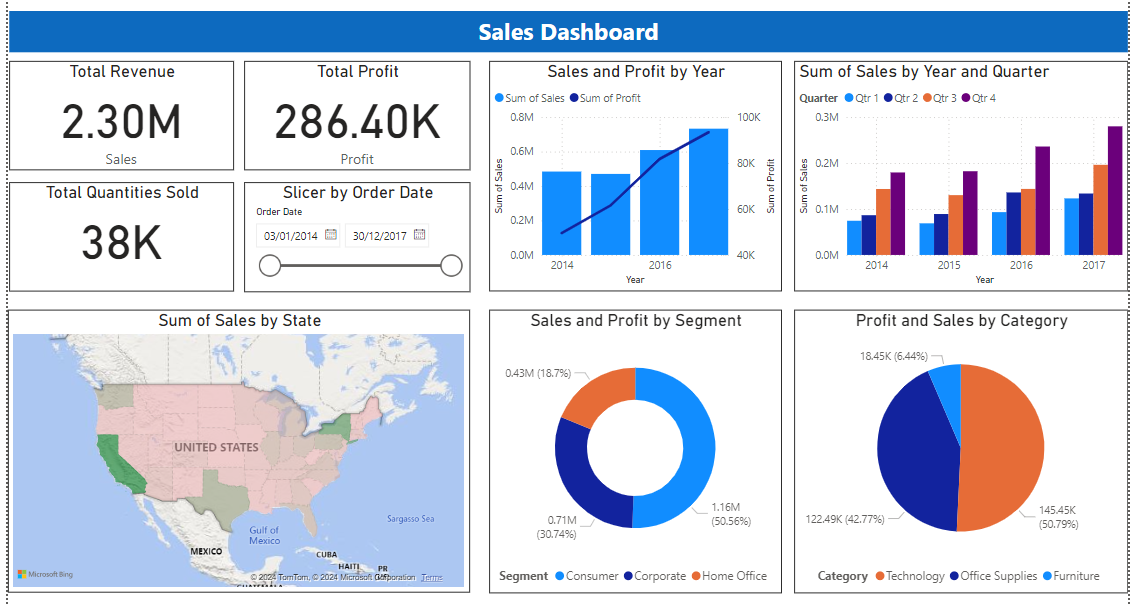 Sales Dashboard
Total Revenue
2.30M
Sales
Total Profit
286.40K
Profit
Total Quantities Sold
38K
Slicer by Order Date
Order Date
03/01/2014
30/12/2017
Sales and Profit by Year
Sum of Sales
Sum of Profit
0.8M
0.6M
0.4M
0.2M
0.0M
Sum of Sales
100K
80K
60K
40K
Sum of Profit
2014
2016
Year
Sum of Sales by Year and Quarter
Quarter
Qtr 1
Qtr 2
Qtr 3
Qtr 4
0.3M
0.2M
0.1M
0.0M
Sum of Sales
2014
2015
2016
2017
Year
Sum of Sales by State
UNITED STATES
Sargasso Sea
Gulf of
Mexico
MEXICO
CUBA
HAITI
PR
Microsoft Bing
© 2024 TomTom, © 2024 Microsoft Corporation
Terms
Sales and Profit by Segment
0.43M (18.7%)
0.71M
(30.74%)
1.16M
(50.56%)
Segment
Consumer
Corporate
Home Office
Profit and Sales by Category
18.45K (6.44%)
122.49K (42.77%)
145.45K
(50.79%)
Category
Technology
Office Supplies
Furniture